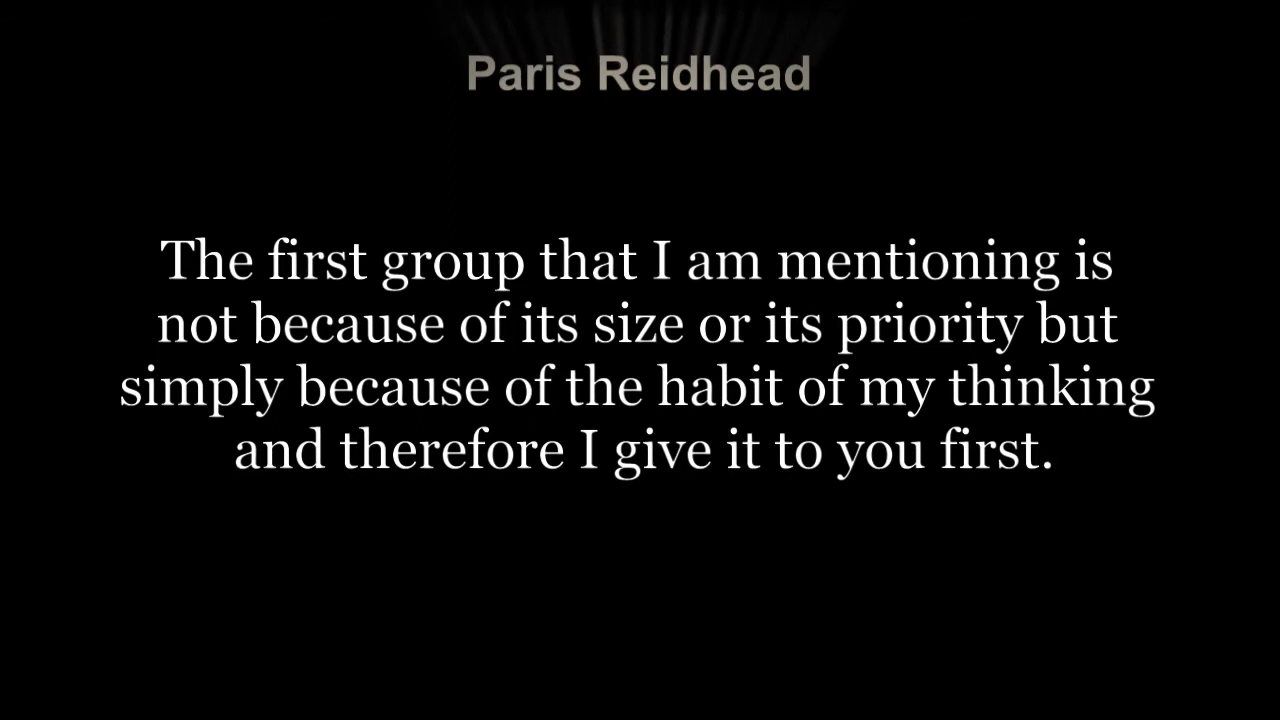 Paris Reidhead
The first group that I am mentioning is
not because of its size or its priority but
simply because of the habit of my thinking
and therefore I give it to you first.